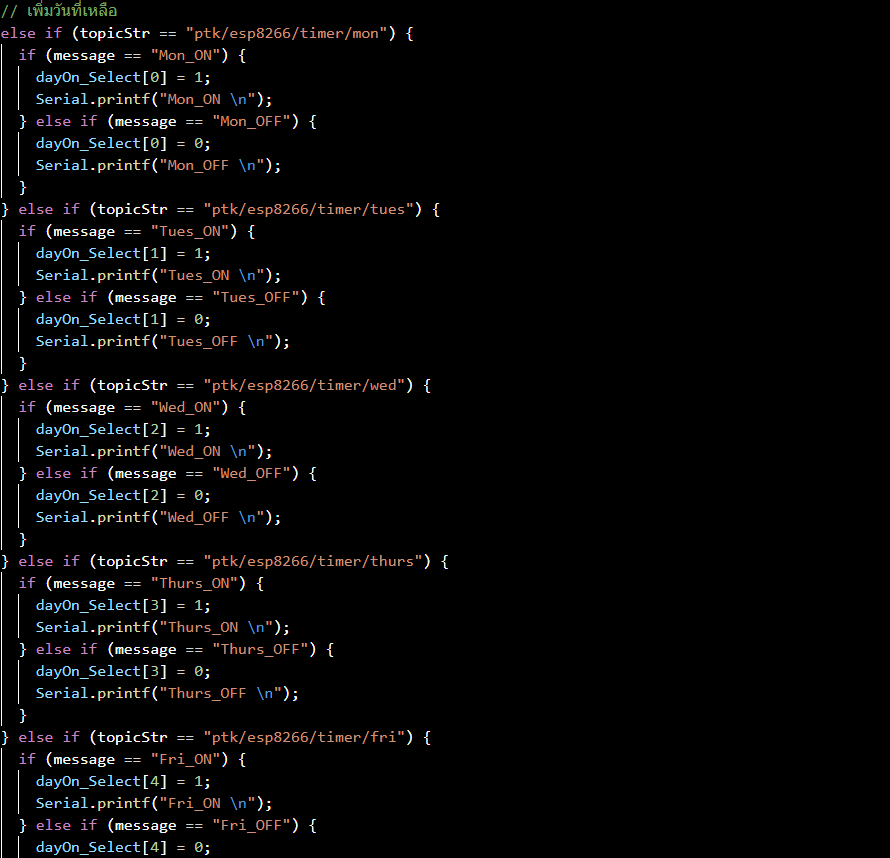 // เพิ่มวันที่เหลือ
else if (topicStr == "ptk/esp8266/timer/mon") {
  if (message == "Mon_ON") {
    dayOn_Select[0] = 1;
    Serial.printf("Mon_ON \n");
  } else if (message == "Mon_OFF") {
    dayOn_Select[0] = 0;
    Serial.printf("Mon_OFF \n");
  }
} else if (topicStr == "ptk/esp8266/timer/tues") {
  if (message == "Tues_ON") {
    dayOn_Select[1] = 1;
    Serial.printf("Tues_ON \n");
  } else if (message == "Tues_OFF") {
    dayOn_Select[1] = 0;
    Serial.printf("Tues_OFF \n");
  }
} else if (topicStr == "ptk/esp8266/timer/wed") {
  if (message == "Wed_ON") {
    dayOn_Select[2] = 1;
    Serial.printf("Wed_ON \n");
  } else if (message == "Wed_OFF") {
    dayOn_Select[2] = 0;
    Serial.printf("Wed_OFF \n");
  }
} else if (topicStr == "ptk/esp8266/timer/thurs") {
  if (message == "Thurs_ON") {
    dayOn_Select[3] = 1;
    Serial.printf("Thurs_ON \n");
  } else if (message == "Thurs_OFF") {
    dayOn_Select[3] = 0;
    Serial.printf("Thurs_OFF \n");
  }
} else if (topicStr == "ptk/esp8266/timer/fri") {
  if (message == "Fri_ON") {
    dayOn_Select[4] = 1;
    Serial.printf("Fri_ON \n");
  } else if (message == "Fri_OFF") {
    dayOn_Select[4] = 0;